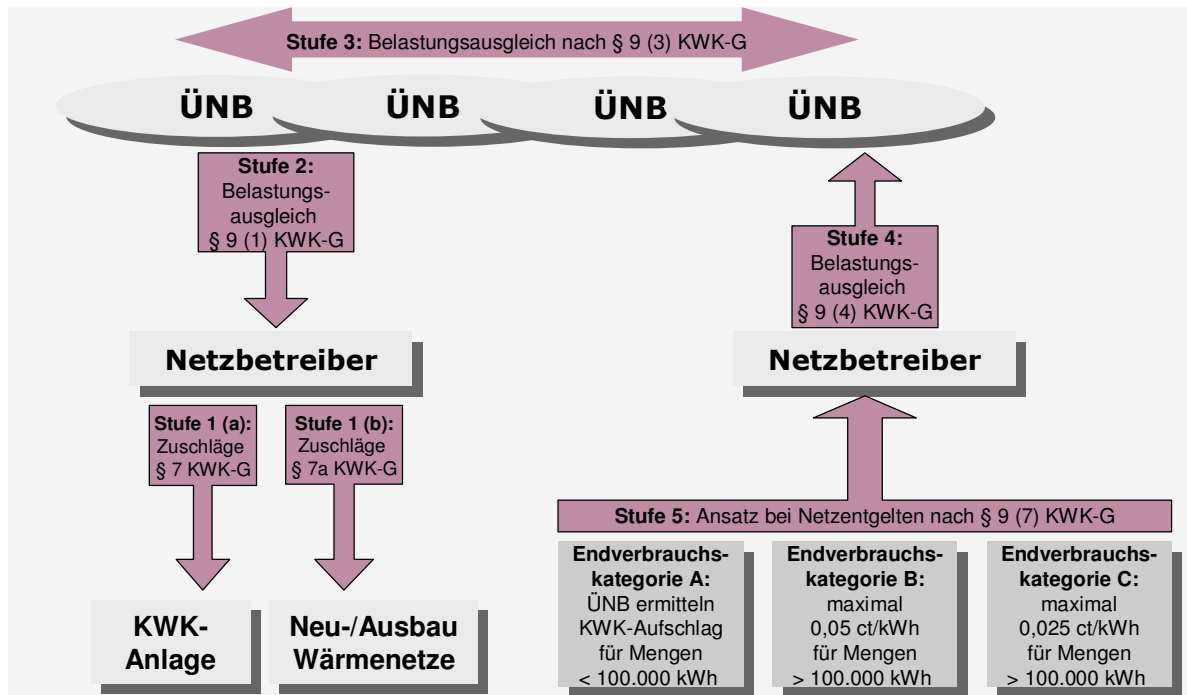 Stufe 3: Belastungsausgleich nach § 9 (3) KWK-G
ÜNB
ÜNB
ÜNB
ÜNB
Stufe 2:
Belastungs-
ausgleich
§ 9 (1) KWK-G
Stufe 4:
Belastungs-
ausgleich
§ 9 (4) KWK-G
Netzbetreiber
Netzbetreiber
Stufe 1 (a):
Zuschläge
§ 7 KWK-G
Stufe 1 (b):
Zuschläge
§ 7a KWK-G
Stufe 5: Ansatz bei Netzentgelten nach § 9 (7) KWK-G
KWK-
Anlage
Neu-/Ausbau
Wärmenetze
Endverbrauchs-
kategorie A:
ÜNB ermitteln
KWK-Aufschlag
für Mengen
< 100.000 kWh
Endverbrauchs-
kategorie B:
maximal
0,05 ct/kWh
für Mengen
> 100.000 kWh
Endverbrauchs-
kategorie C:
maximal
0,025 ct/kWh
für Mengen
> 100.000 kWh